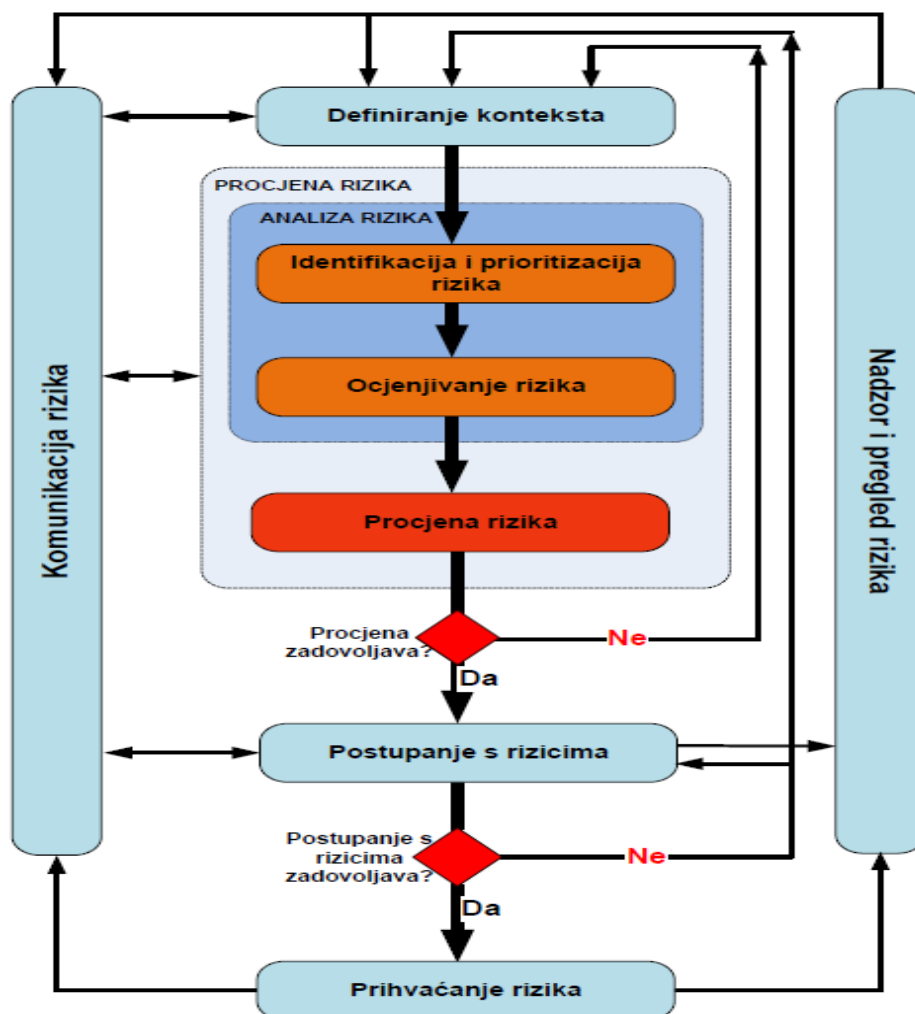 Definiranje konteksta
PROCJENA RIZIKA
ANALIZA RIZIKA
Identifikacija i prioritizacija
rizika
Ocjenjivanje rizika
Procjena rizika
Procjena
zadovoljava?
Ne
Da
Postupanje s rizicima
Postupanje s
rizicima
zadovoljava?
Ne
Da
Prihvaćanje rizika
Komunikacija rizika
Nadzor i pregled rizika